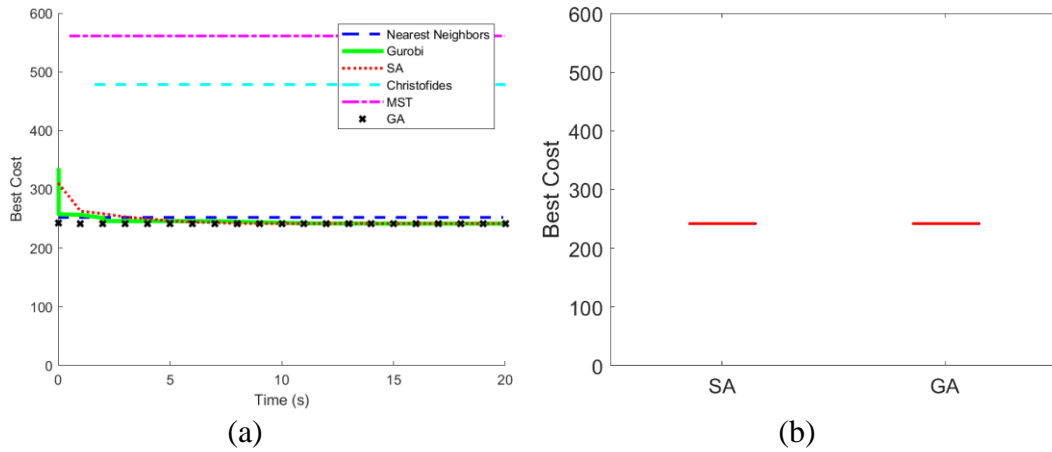 600
500
400
300
200
100
0
Best Cost
0
5
10
15
20
Time (s)
Nearest Neighbors
Gurobi
SA
Christofides
MST
GA
(a)
600
500
400
300
200
100
0
Best Cost
SA
GA
(b)